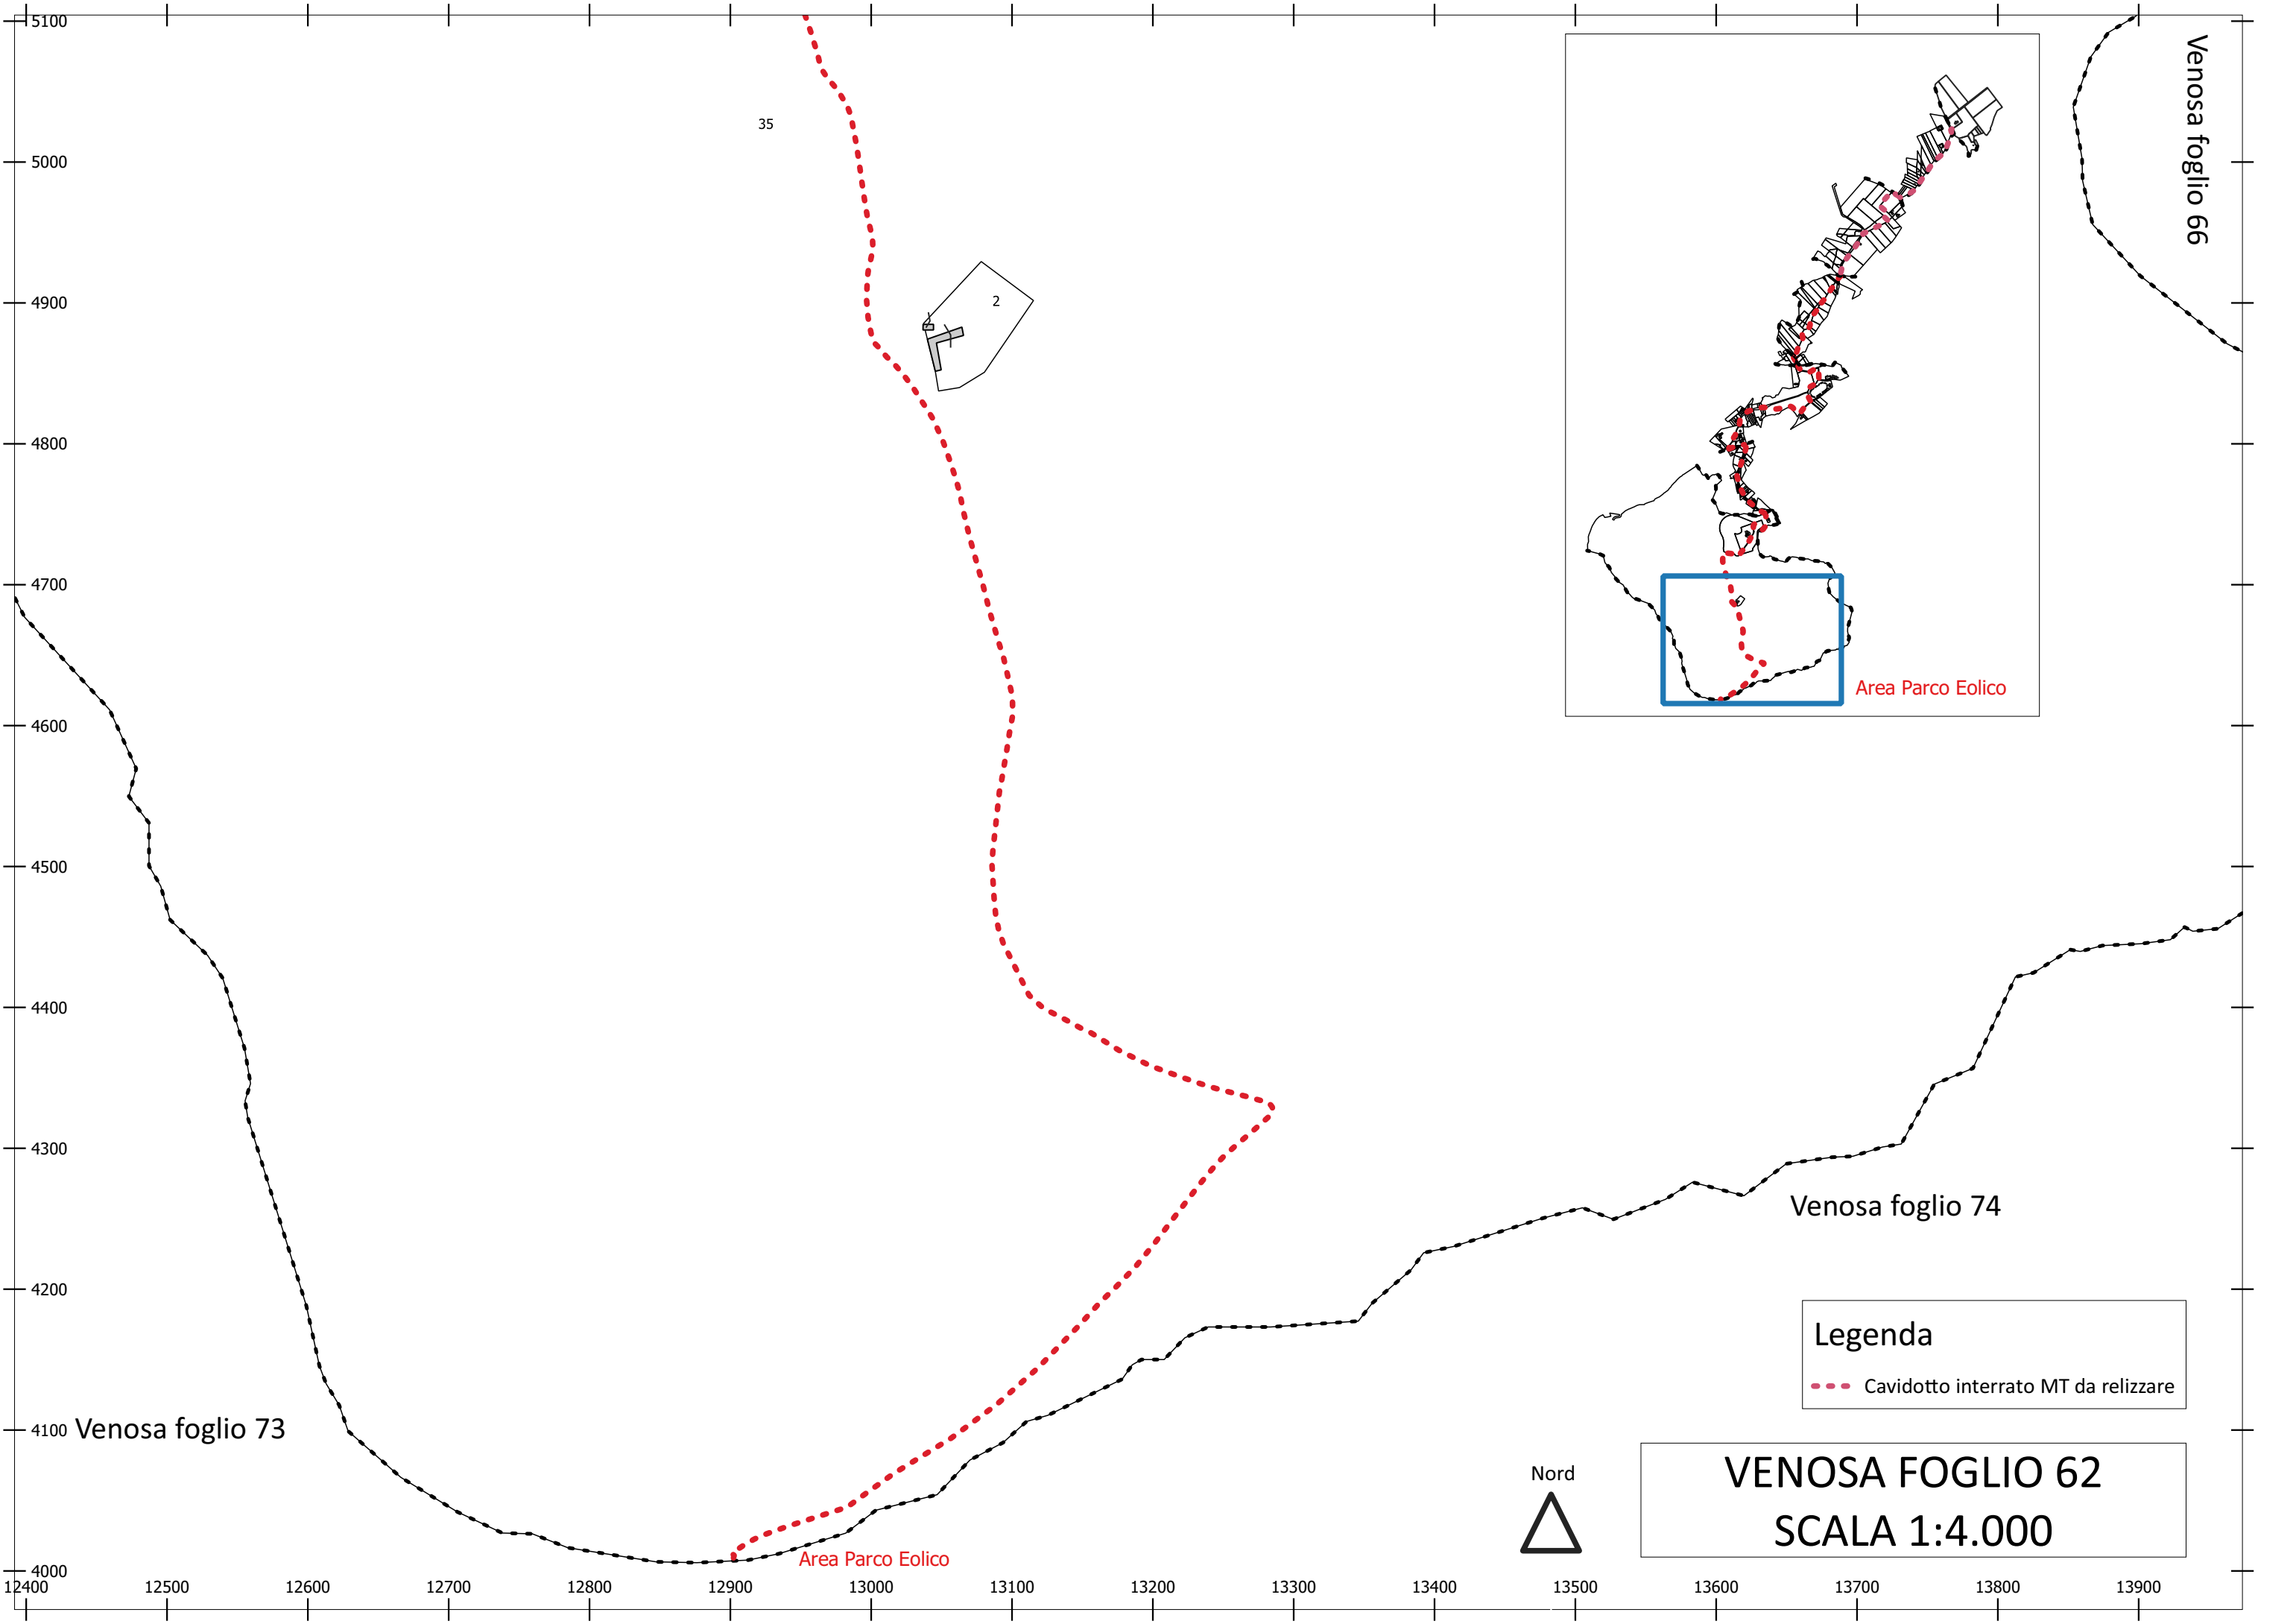 5100
Venosa foglio 66
35
5000
2
4900
4800
4700
Area Parco Eolico
4600
4500
4400
4300
Venosa foglio 74
4200
Legenda
Cavidotto interrato MT da relizzare
4100
Venosa foglio 73
Nord
VENOSA FOGLIO 62
SCALA 1:4.000
Area Parco Eolico
4000
12400 12500 12600 12700 12800 12900 13000 13100 13200 13300 13400 13500 13600 13700 13800 13900